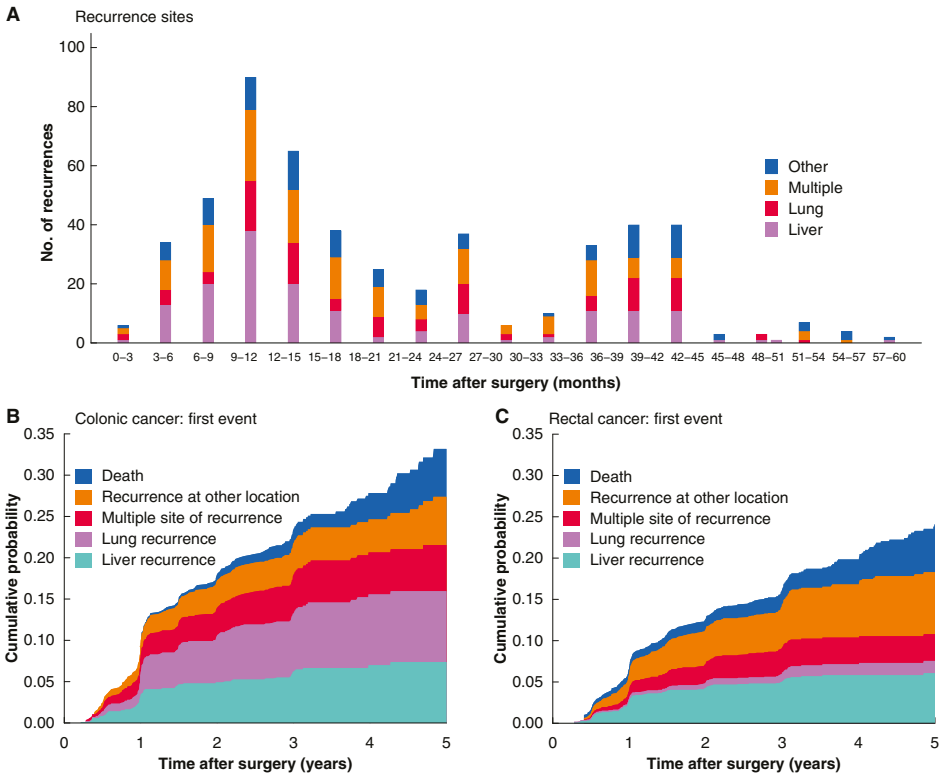 A
Recurrence sites
No. of recurrences
100
80
60
40
20
0
Other
Multiple
Lung
Liver
0–3 3–6 6–9 9–12 12–15 15–18 18–21 21–24 24–27 27–30 30–33 33–36 36–39 39–42 42–45 45–48 48–51 51–54 54–57 57–60
Time after surgery (months)
B
Colonic cancer: first event
Cumulative probability
0.35
0.30
0.25
0.20
0.15
0.10
0.05
0.00
Death
Recurrence at other location
Multiple site of recurrence
Lung recurrence
Liver recurrence
0 1 2 3 4 5
Time after surgery (years)
C
Rectal cancer: first event
Cumulative probability
0.35
0.30
0.25
0.20
0.15
0.10
0.05
0.00
Death
Recurrence at other location
Multiple site of recurrence
Lung recurrence
Liver recurrence
0 1 2 3 4 5
Time after surgery (years)